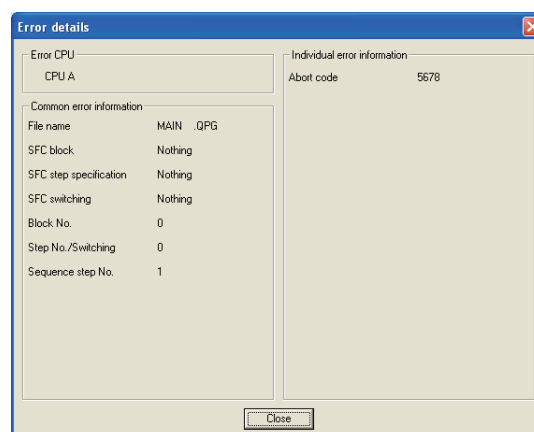 Error details
Error CPU
CPU A
Common error information
File name MAIN .QPG
SFC block Nothing
SFC step specification Nothing
SFC switching Nothing
Block No. 0
Step No./Switching 0
Sequence step No. 1
Individual error information
Abort code 5678
Close